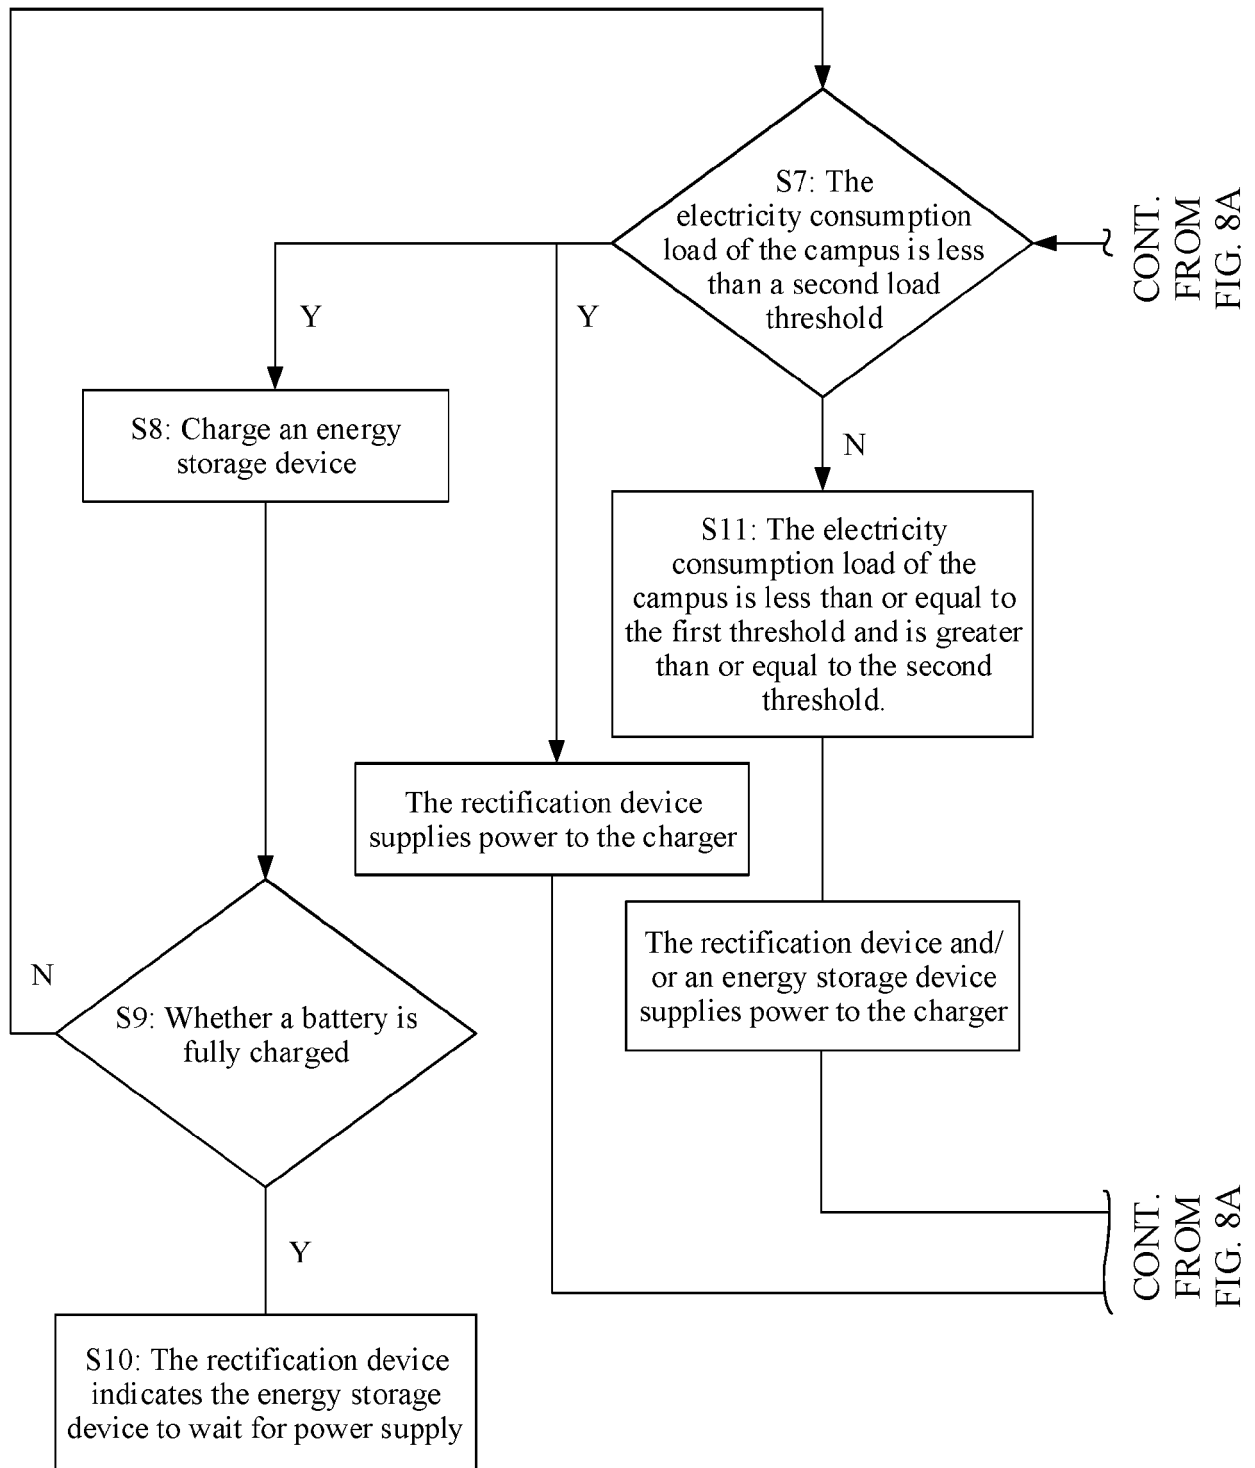 S7: The
electricity consumption
load of the campus is less
than a second load
threshold
CONT.
FROM
FIG. 8A
Y
Y
S8: Charge an energy
storage device
N
S11: The electricity
consumption load of the
campus is less than or equal to
the first threshold and is greater
than or equal to the second
threshold.
The rectification device
supplies power to the charger
The rectification device and/
or an energy storage device
supplies power to the charger
N
S9: Whether a battery is
fully charged
Y
CONT.
FROM
FIG. 8A
S10: The rectification device
indicates the energy storage
device to wait for power supply